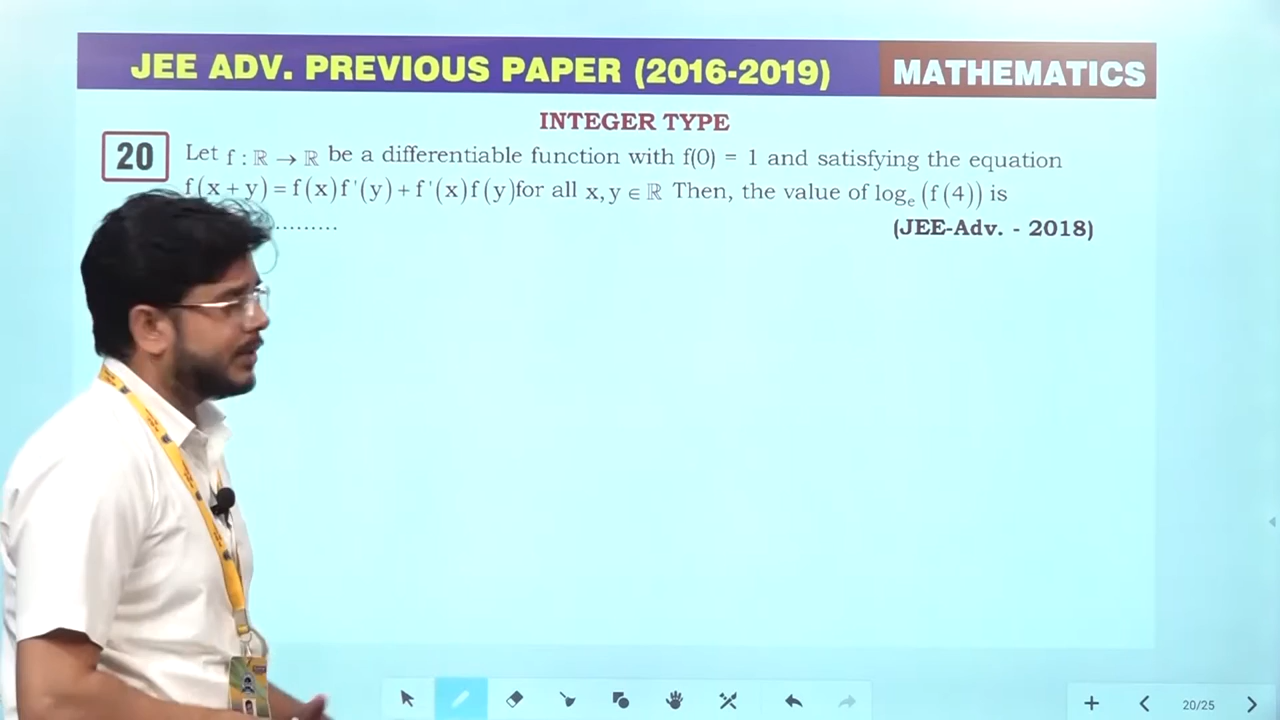 JEE ADV. PREVIOUS PAPER (2016-2019) MATHEMATICS
INTEGER TYPE
20 Let f : ℝ → ℝ be a differentiable function with f(0) = 1 and satisfying the equation
f(x + y) = f(x)f'(y) + f'(x)f(y)for all x, y ∈ ℝ Then, the value of logₑ (f(4)) is
.........
(JEE-Adv. - 2018)
20/25